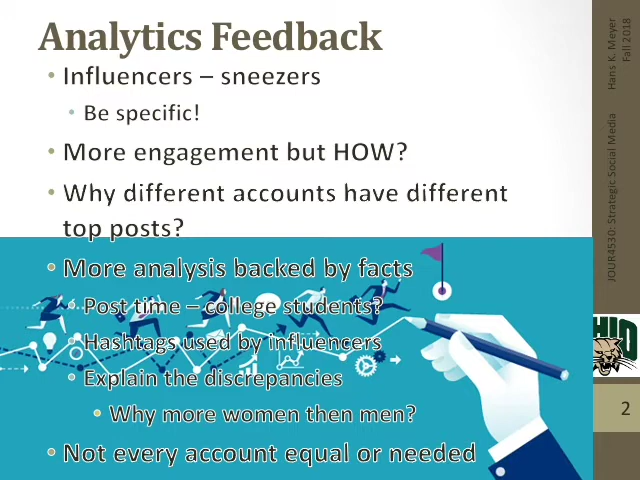 Analytics Feedback
• Influencers – sneezers
• Be specific!
• More engagement but HOW?
• Why different accounts have different
top posts?
• More analysis backed by facts
• Post time – college students?
• Hashtags used by influencers
• Explain the discrepancies
• Why more women then men?
• Not every account equal or needed
Hans K. Meyer
Fall 2018
JOUR4530: Strategic Social Media
OHIO
2